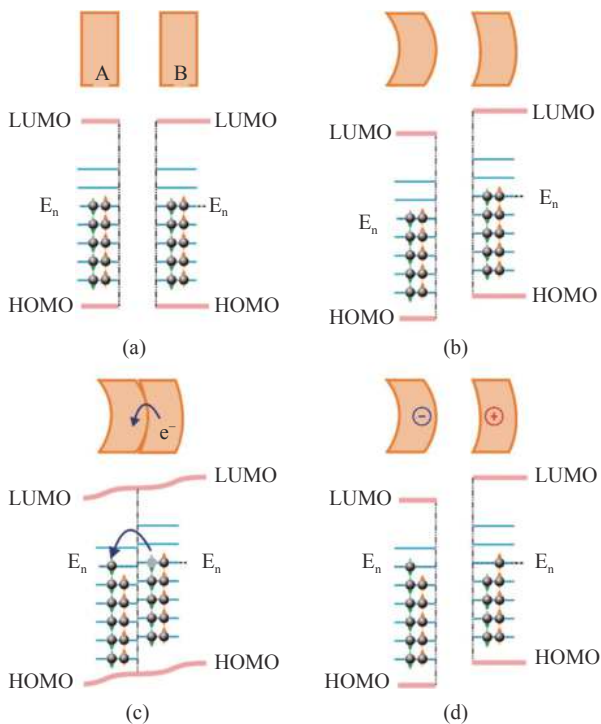 A B
LUMO LUMO
Eₙ Eₙ
HOMO HOMO
(a)
LUMO
LUMO
Eₙ
Eₙ
HOMO
HOMO
(b)
e⁻
LUMO
LUMO
Eₙ Eₙ
HOMO
HOMO
(c)
− +
LUMO
LUMO
Eₙ Eₙ
HOMO
HOMO
(d)